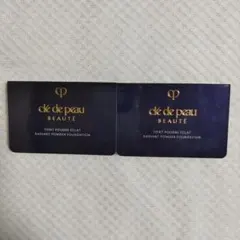 clé de peau
BEAUTÉ
TEINT POUDRE ÉCLAT
RADIANT POWDER FOUNDATION
clé de peau
BEAUTÉ
TEINT POUDRE ÉCLAT
RADIANT POWDER FOUNDATION